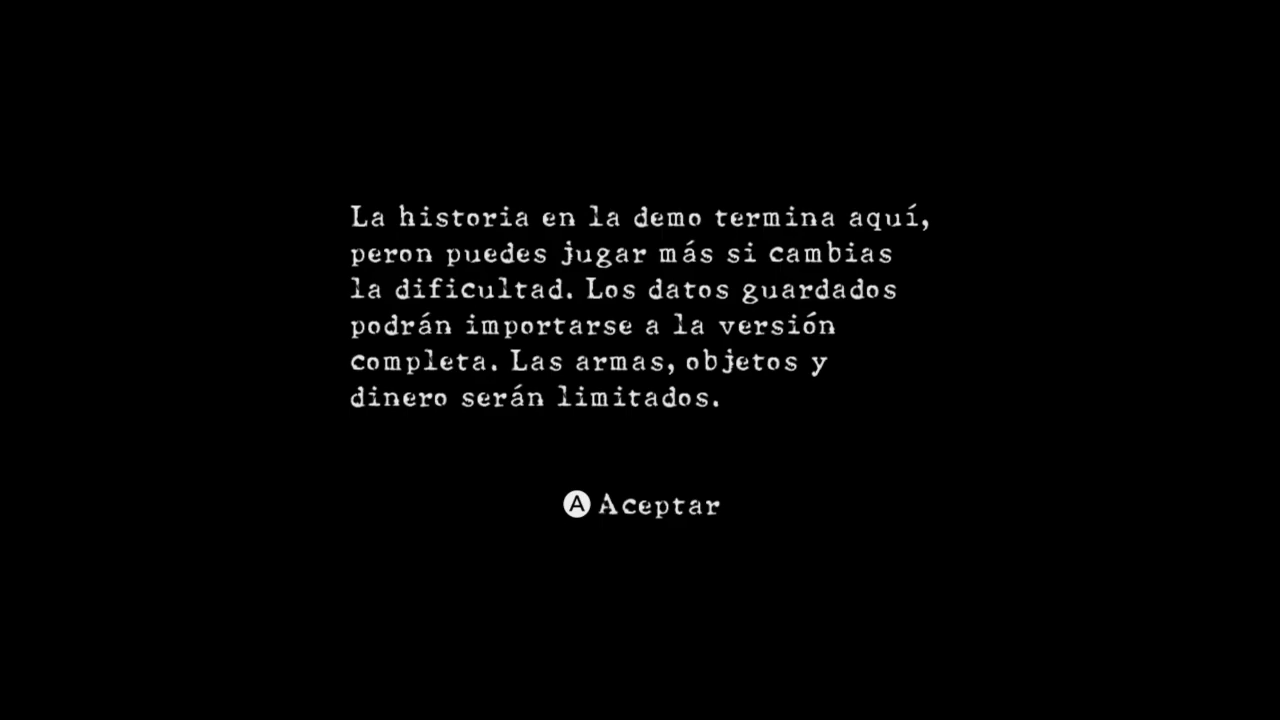 La historia en la demo termina aquí,
peron puedes jugar más si cambias
la dificultad. Los datos guardados
podrán importarse a la versión
completa. Las armas, objetos y
dinero serán limitados.
A Aceptar